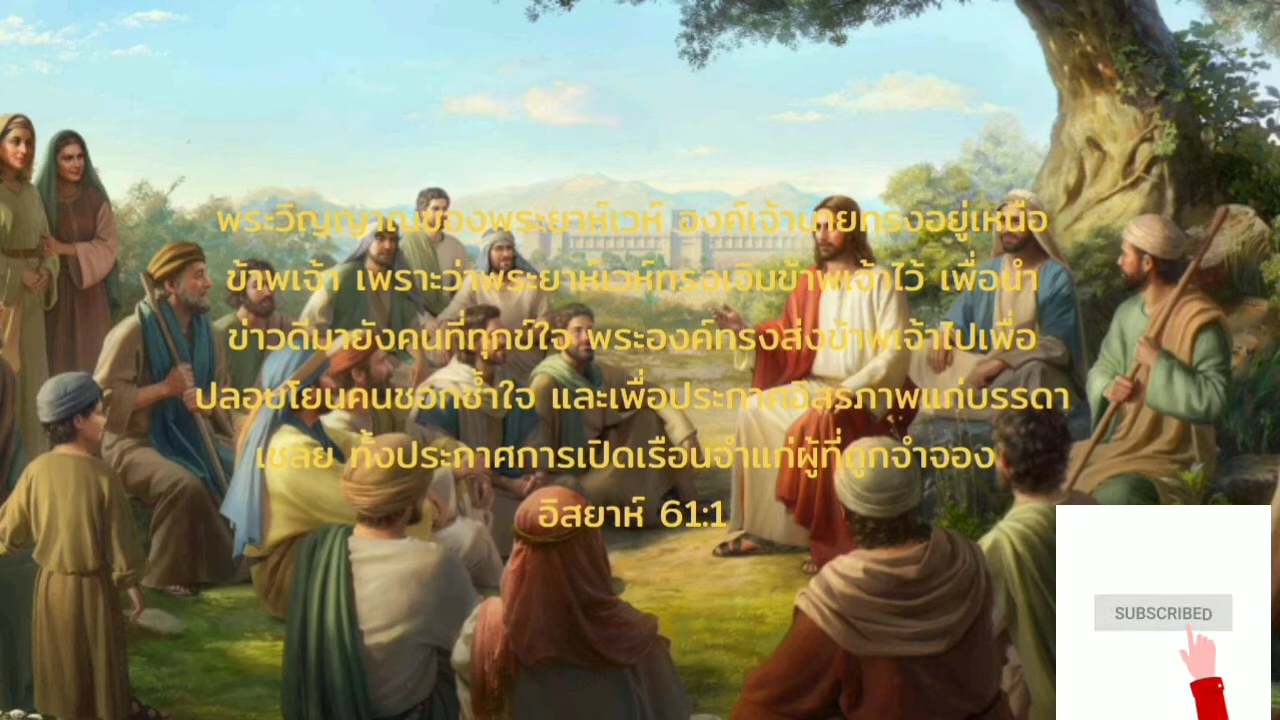 พระวิญญาณของพระยาห์เวห์ องค์เจ้านายทรงอยู่เหนือ
ข้าพเจ้า เพราะว่าพระยาห์เวห์ทรงเจิมข้าพเจ้าไว้ เพื่อนำ
ข่าวดีมายังคนที่ทุกข์ใจ พระองค์ทรงส่งข้าพเจ้าไปเพื่อ
ปลอบโยนคนชอกช้ำใจ และเพื่อประกาศอิสรภาพแก่บรรดา
เชลย ทั้งประกาศการเปิดเรือนจำแก่ผู้ที่ถูกจำจอง
อิสยาห์ 61:1
SUBSCRIBED